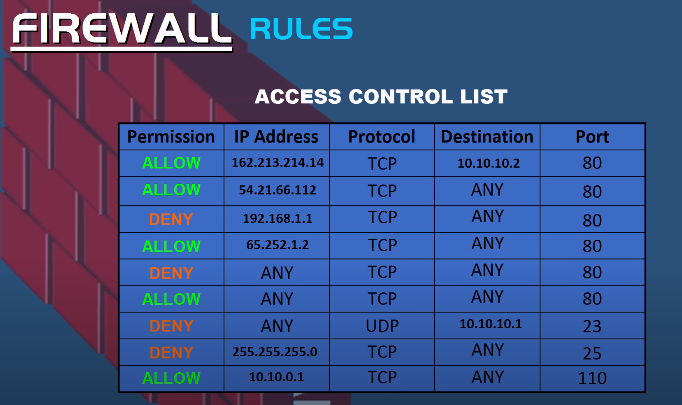 FIREWALL RULES
ACCESS CONTROL LIST
Permission IP Address Protocol Destination Port
ALLOW 162.213.214.14 TCP 10.10.10.2 80
ALLOW 54.21.66.112 TCP ANY 80
DENY 192.168.1.1 TCP ANY 80
ALLOW 65.252.1.2 TCP ANY 80
DENY ANY TCP ANY 80
ALLOW ANY TCP ANY 80
DENY ANY UDP 10.10.10.1 23
DENY 255.255.255.0 TCP ANY 25
ALLOW 10.10.0.1 TCP ANY 110